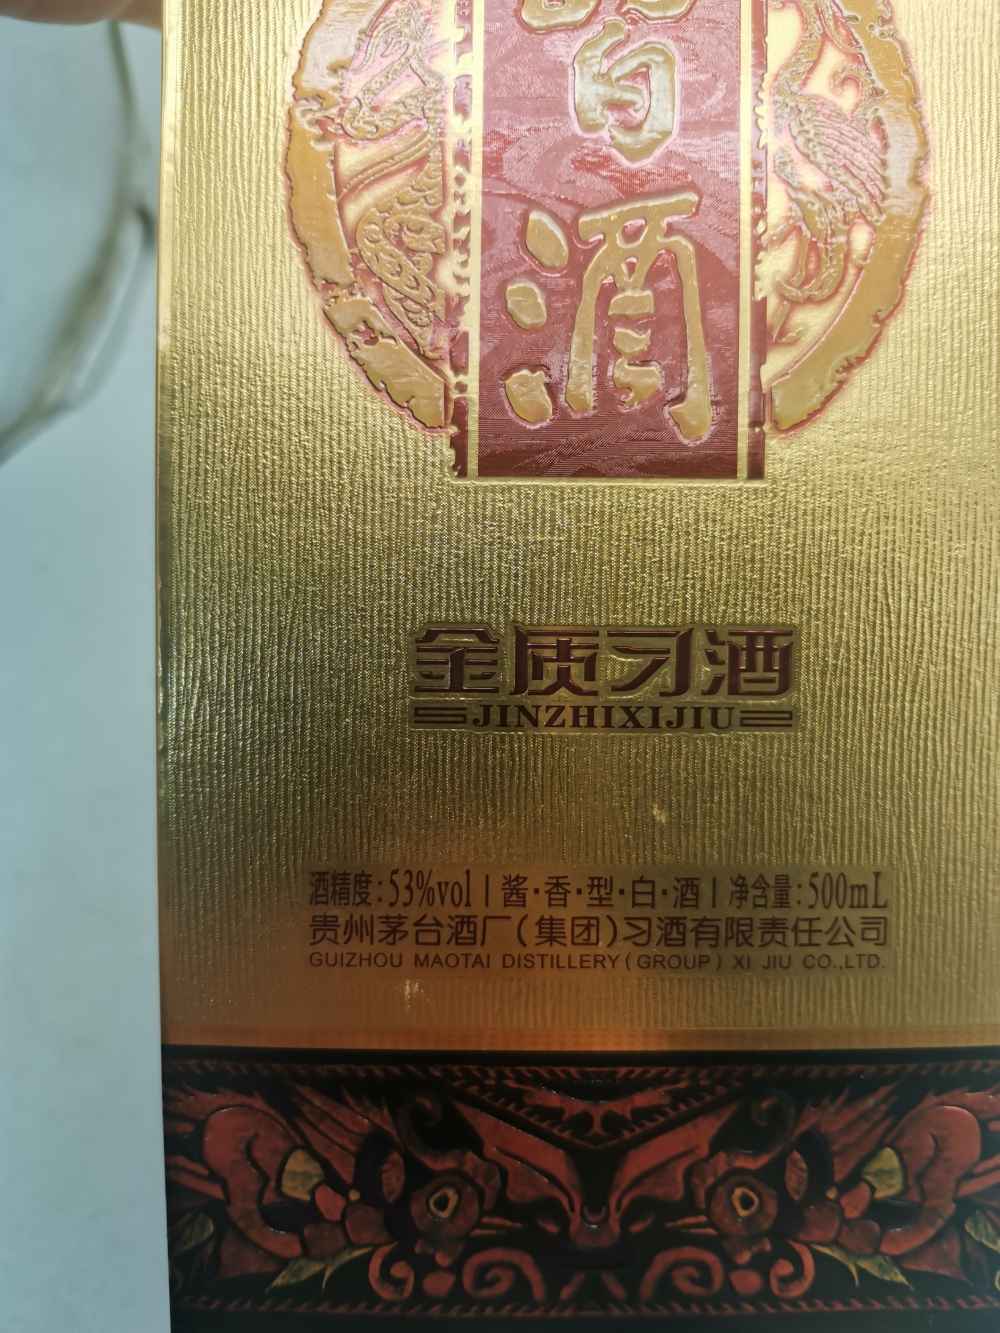 習
酒
金质习酒
JINZHIXIJIU
酒精度:53%vol | 酱·香·型·白·酒 | 净含量:500mL
贵州茅台酒厂(集团)习酒有限责任公司
GUIZHOU MAOTAI DISTILLERY(GROUP) XI JIU CO.,LTD.